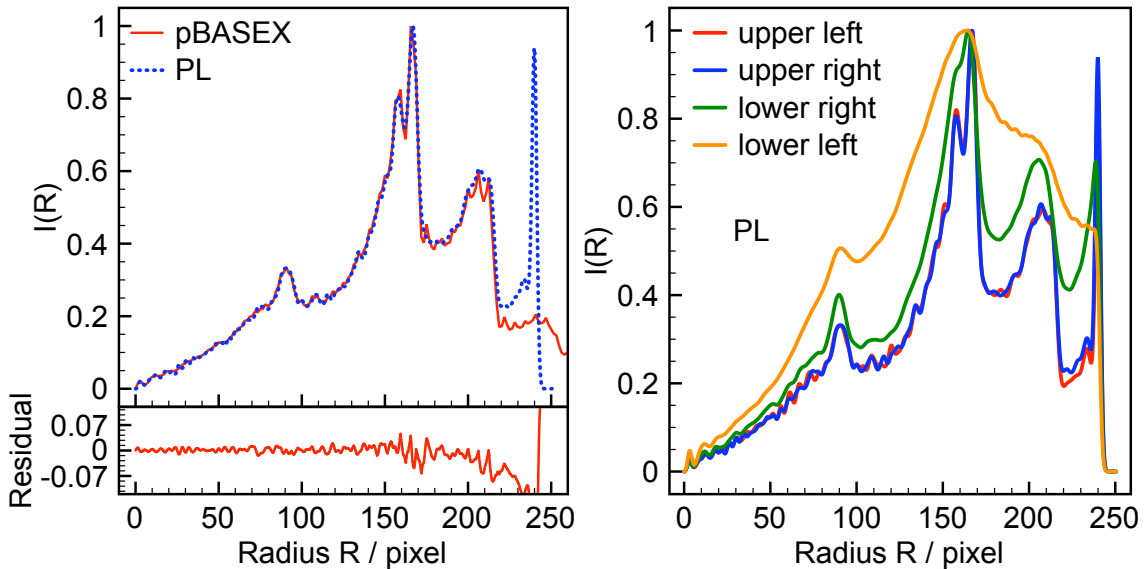 pBASEX
PL
I(R)
1
0.8
0.6
0.4
0.2
0
Residual
0.07
0
-0.07
0 50 100 150 200 250
Radius R / pixel
upper left
upper right
lower right
lower left
PL
I(R)
1
0.8
0.6
0.4
0.2
0
0 50 100 150 200 250
Radius R / pixel